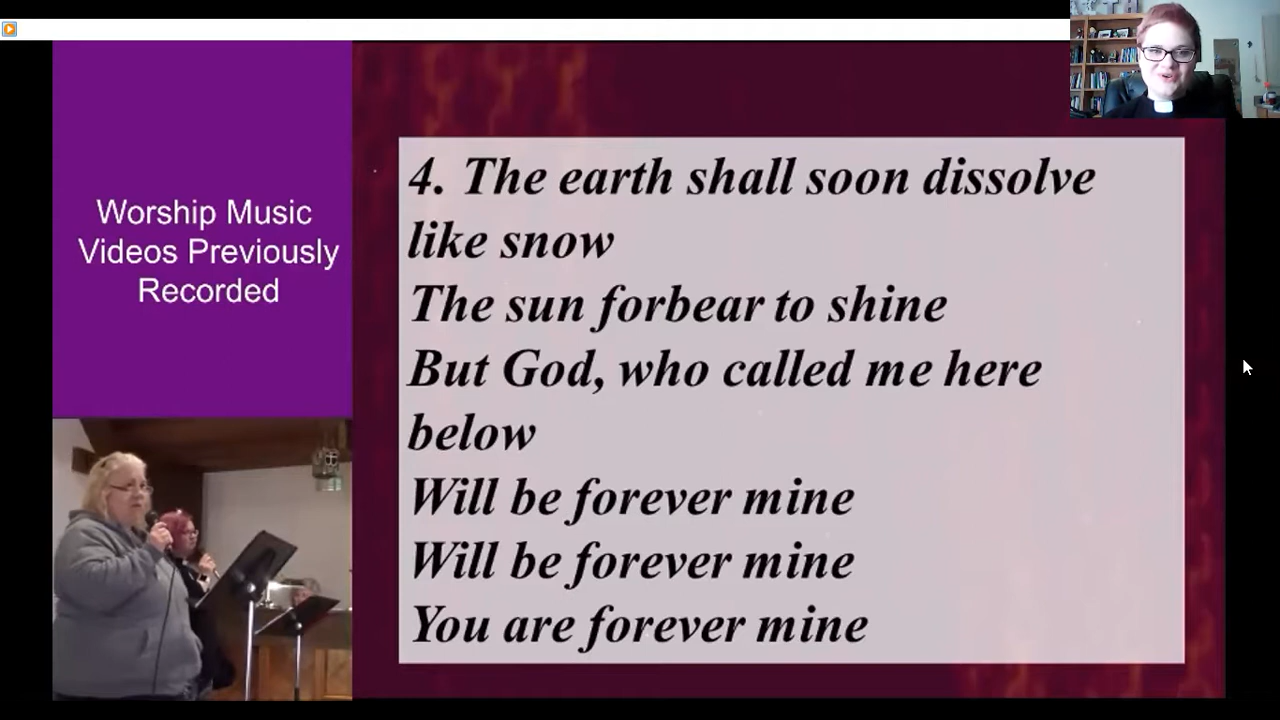 Worship Music
Videos Previously
Recorded
4. The earth shall soon dissolve
like snow
The sun forbear to shine
But God, who called me here
below
Will be forever mine
Will be forever mine
You are forever mine